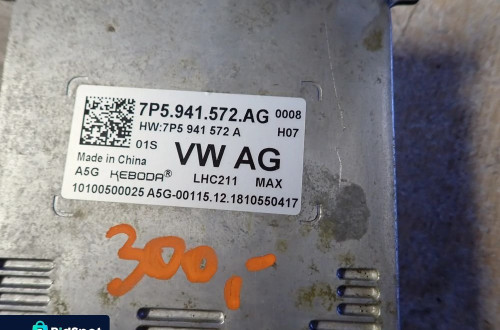 7P5.941.572.AG 0008
HW:7P5 941 572 A H07
01S VW AG
Made in China
A5G KEBODA® LHC211 MAX
10100500025 A5G-00115.12.1810550417
300,-
BidSpot